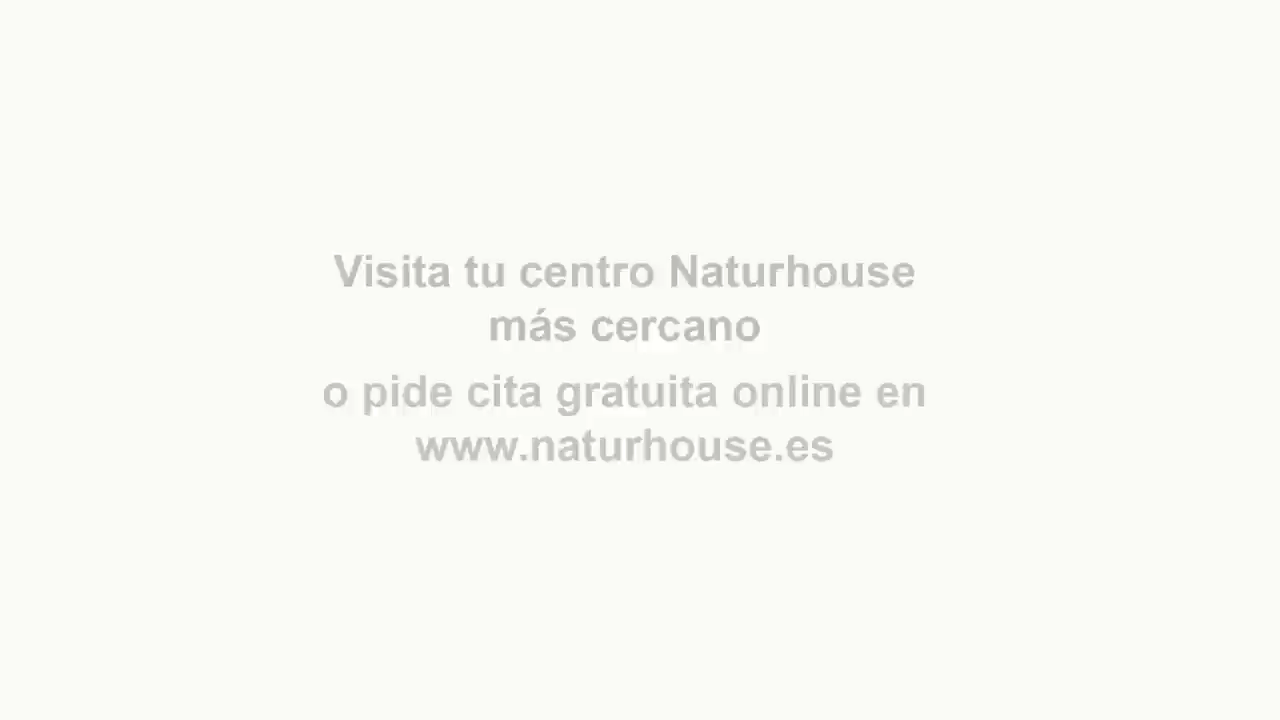 Visita tu centro Naturhouse
más cercano
o pide cita gratuita online en
www.naturhouse.es